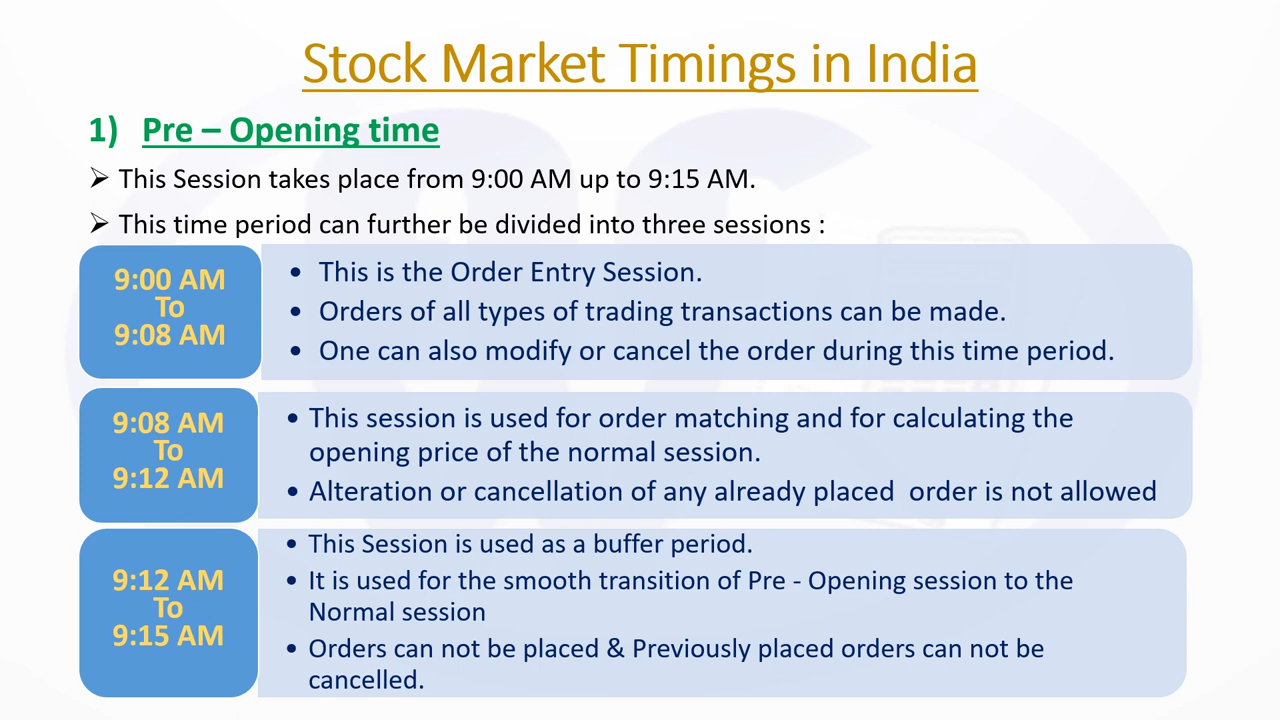 Stock Market Timings in India
1) Pre – Opening time
➢ This Session takes place from 9:00 AM up to 9:15 AM.
➢ This time period can further be divided into three sessions :
9:00 AM
To
9:08 AM
• This is the Order Entry Session.
• Orders of all types of trading transactions can be made.
• One can also modify or cancel the order during this time period.
9:08 AM
To
9:12 AM
• This session is used for order matching and for calculating the
opening price of the normal session.
• Alteration or cancellation of any already placed  order is not allowed
9:12 AM
To
9:15 AM
• This Session is used as a buffer period.
• It is used for the smooth transition of Pre - Opening session to the
Normal session
• Orders can not be placed & Previously placed orders can not be
cancelled.